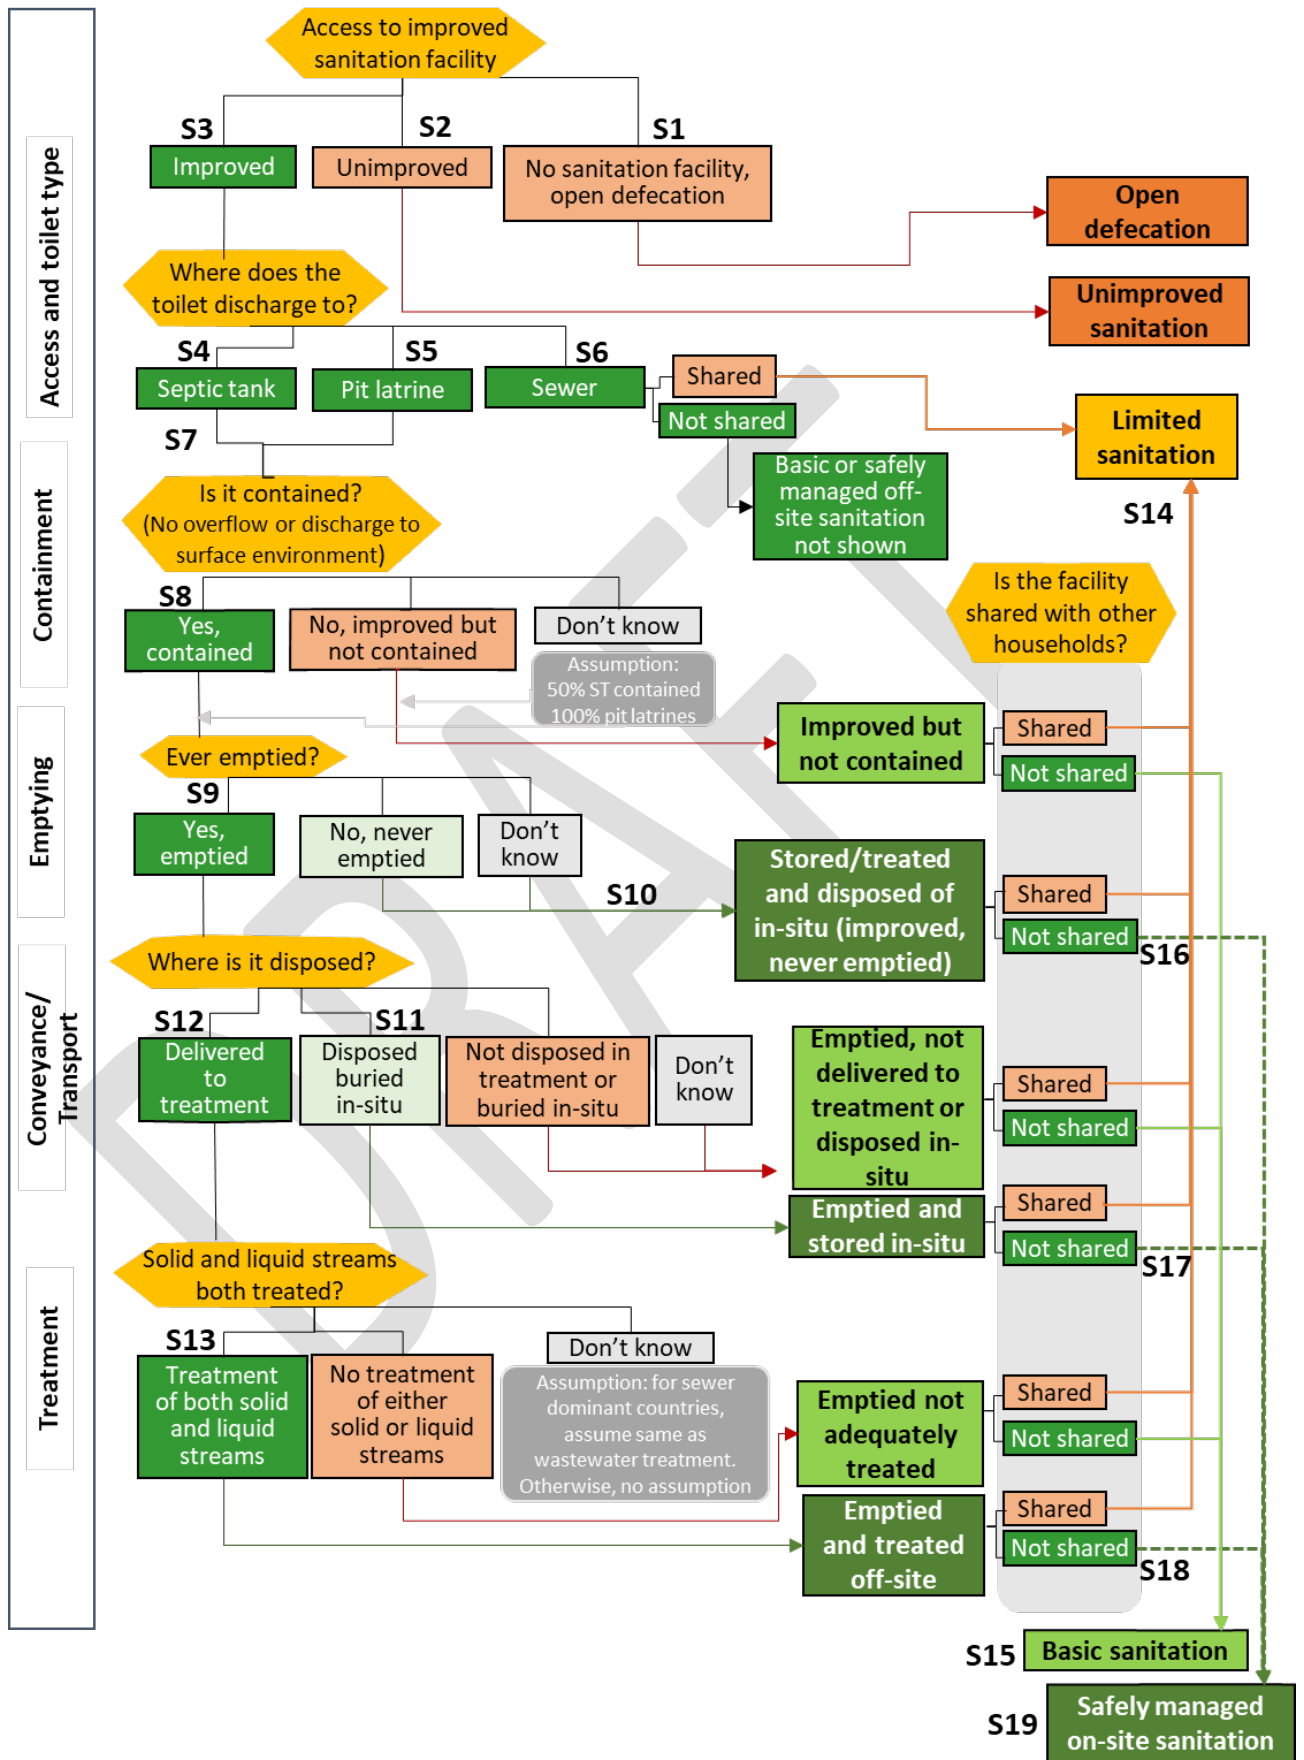 Access to improved
sanitation facility
S3
S2
S1
Improved
Unimproved
No sanitation facility,
open defecation
Open
defecation
Access and toilet type
Where does the
toilet discharge to?
Unimproved
sanitation
S4
S5
S6
Septic tank
Pit latrine
Sewer
Shared
Not shared
Limited
sanitation
S7
Basic or safely
managed off-
site sanitation
not shown
Containment
Is it contained?
(No overflow or discharge to
surface environment)
S14
Is the facility
shared with other
households?
S8
Yes,
contained
No, improved but
not contained
Don't know
Assumption:
50% ST contained
100% pit latrines
Improved but
not contained
Shared
Not shared
Emptying
Ever emptied?
S9
Yes,
emptied
No, never
emptied
Don't
know
S10
Stored/treated
and disposed of
in-situ (improved,
never emptied)
Shared
Not shared
S16
Conveyance/
Transport
Where is it disposed?
S12
S11
Delivered
to
treatment
Disposed
buried
in-situ
Not disposed in
treatment or
buried in-situ
Don't
know
Emptied, not
delivered to
treatment or
disposed in-
situ
Shared
Not shared
Emptied and
stored in-situ
Shared
Not shared
S17
Treatment
Solid and liquid streams
both treated?
S13
Treatment
of both solid
and liquid
streams
No treatment
of either
solid or liquid
streams
Don't know
Assumption: for sewer
dominant countries,
assume same as
wastewater treatment.
Otherwise, no assumption
Emptied not
adequately
treated
Shared
Not shared
Emptied
and treated
off-site
Shared
Not shared
S18
S15
Basic sanitation
S19
Safely managed
on-site sanitation
DRAFT